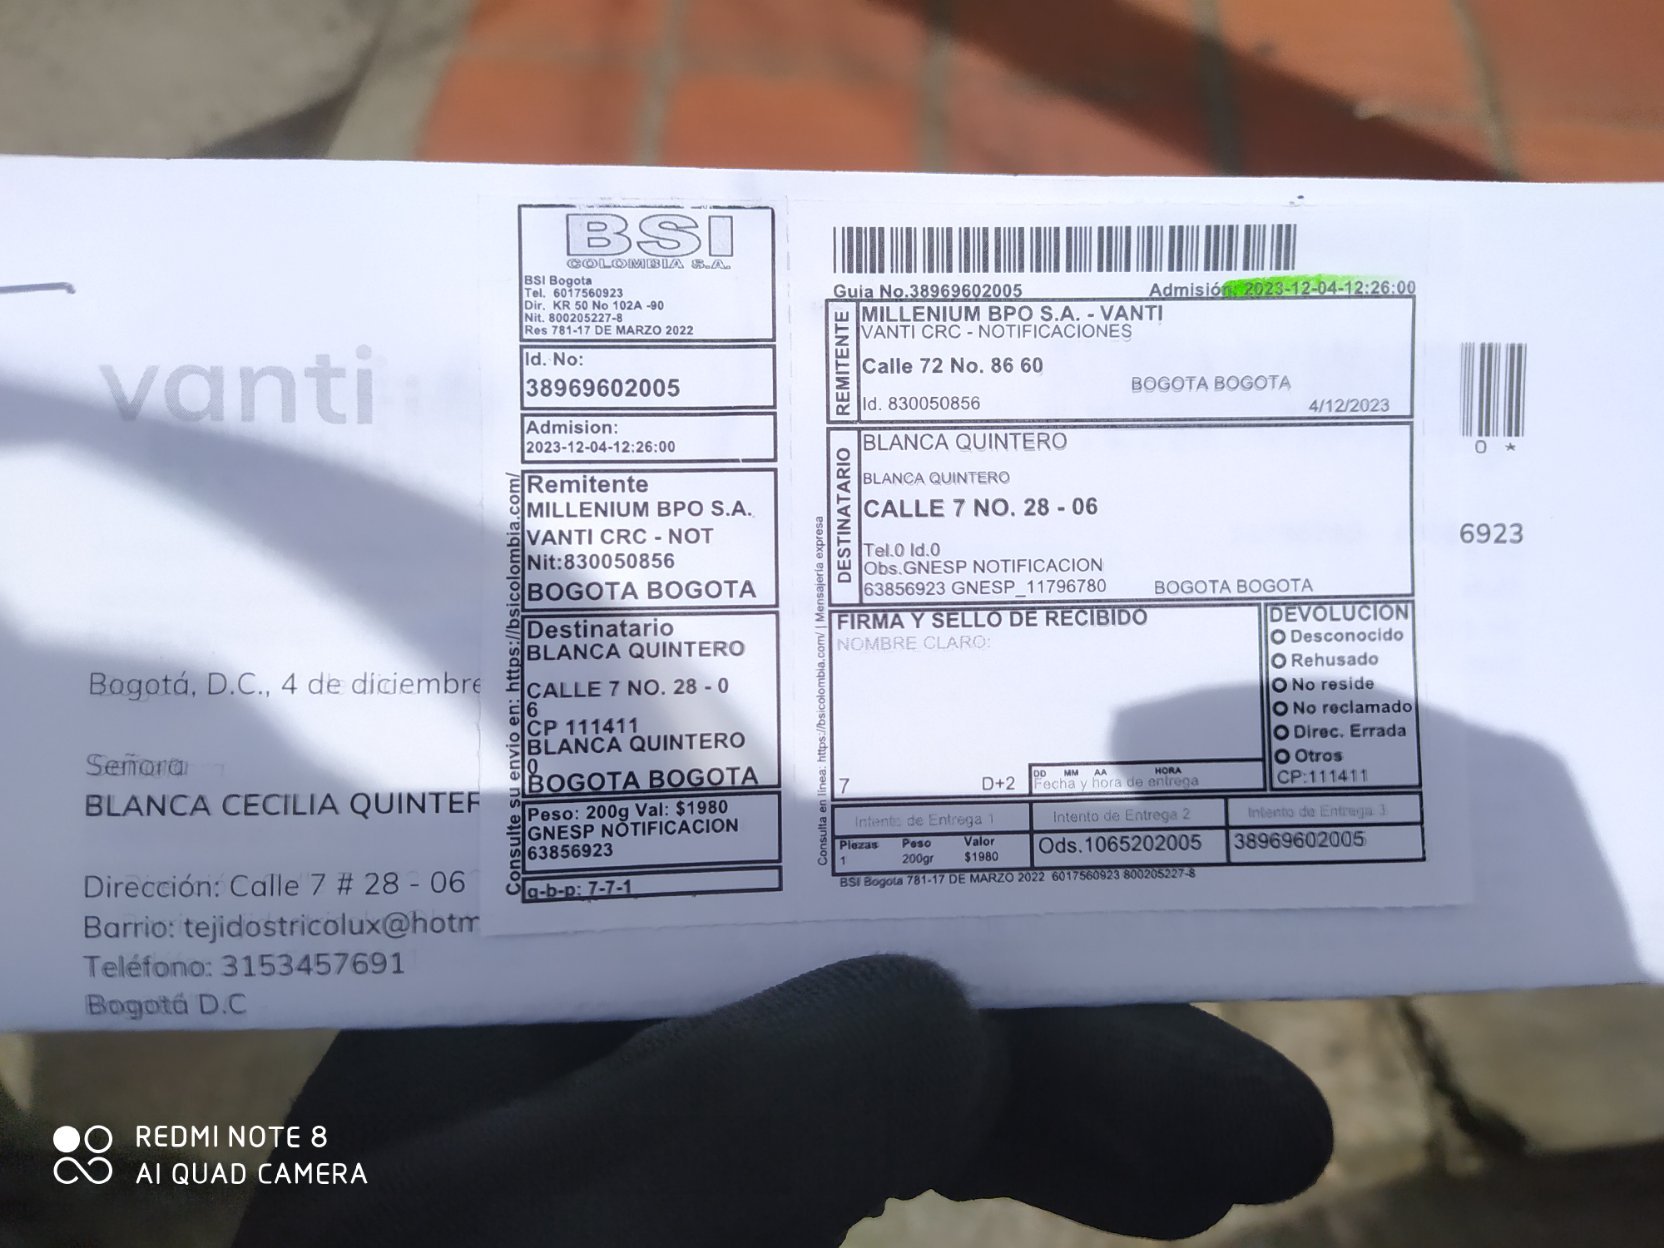 vanti
Bogotá, D.C., 4 de diciembre
Señora
BLANCA CECILIA QUINTER
Dirección: Calle 7 # 28 - 06
Barrio: tejidostricolux@hotm
Teléfono: 3153457691
Bogotá D.C
BSI
COLOMBIA S.A.
BSI Bogota
Tel. 6017560923
Dir. KR 50 No 102A -90
Nit. 800205227-8
Res 781-17 DE MARZO 2022
Id. No:
38969602005
Admision:
2023-12-04-12:26:00
Remitente
MILLENIUM BPO S.A.
VANTI CRC - NOT
Nit:830050856
BOGOTA BOGOTA
Destinatario
BLANCA QUINTERO
CALLE 7 NO. 28 - 0
6
CP 111411
BLANCA QUINTERO
0
BOGOTA BOGOTA
Peso: 200g Val: $1980
GNESP NOTIFICACION
63856923
q-b-p: 7-7-1
Consulte su envio en: https://bsicolombia.com/
Guia No.38969602005 Admisión: 2023-12-04-12:26:00
REMITENTE
MILLENIUM BPO S.A. - VANTI
VANTI CRC - NOTIFICACIONES
Calle 72 No. 86 60
BOGOTA BOGOTA
Id. 830050856 4/12/2023
DESTINATARIO
BLANCA QUINTERO
BLANCA QUINTERO
CALLE 7 NO. 28 - 06
Tel.0 Id.0
Obs.GNESP NOTIFICACION
63856923 GNESP_11796780 BOGOTA BOGOTA
FIRMA Y SELLO DE RECIBIDO
NOMBRE CLARO:
7 D+2
DD MM AA HORA
Fecha y hora de entrega
DEVOLUCION
Desconocido
Rehusado
No reside
No reclamado
Direc. Errada
Otros
CP:111411
Intento de Entrega 1 Intento de Entrega 2 Intento de Entrega 3
Piezas Peso Valor
1 200gr $1980
Ods.1065202005 38969602005
BSI Bogota 781-17 DE MARZO 2022 6017560923 800205227-8
Consulta en linea: https://bsicolombia.com/ | Mensajeria expresa
0 *
6923
REDMI NOTE 8
AI QUAD CAMERA